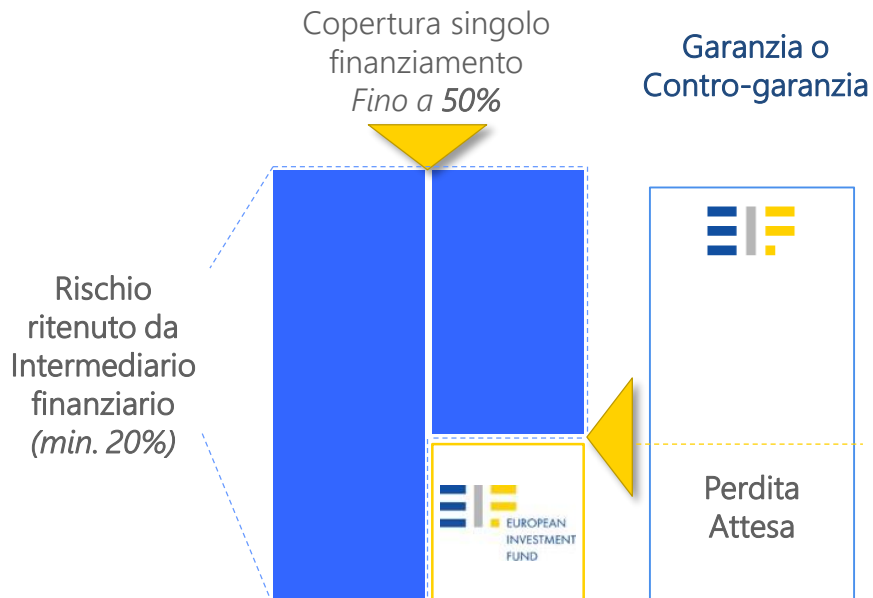 Copertura singolo
finanziamento
Fino a 50%
Garanzia o
Contro-garanzia
Rischio
ritenuto da
Intermediario
finanziario
(min. 20%)
EUROPEAN
INVESTMENT
FUND
Perdita
Attesa